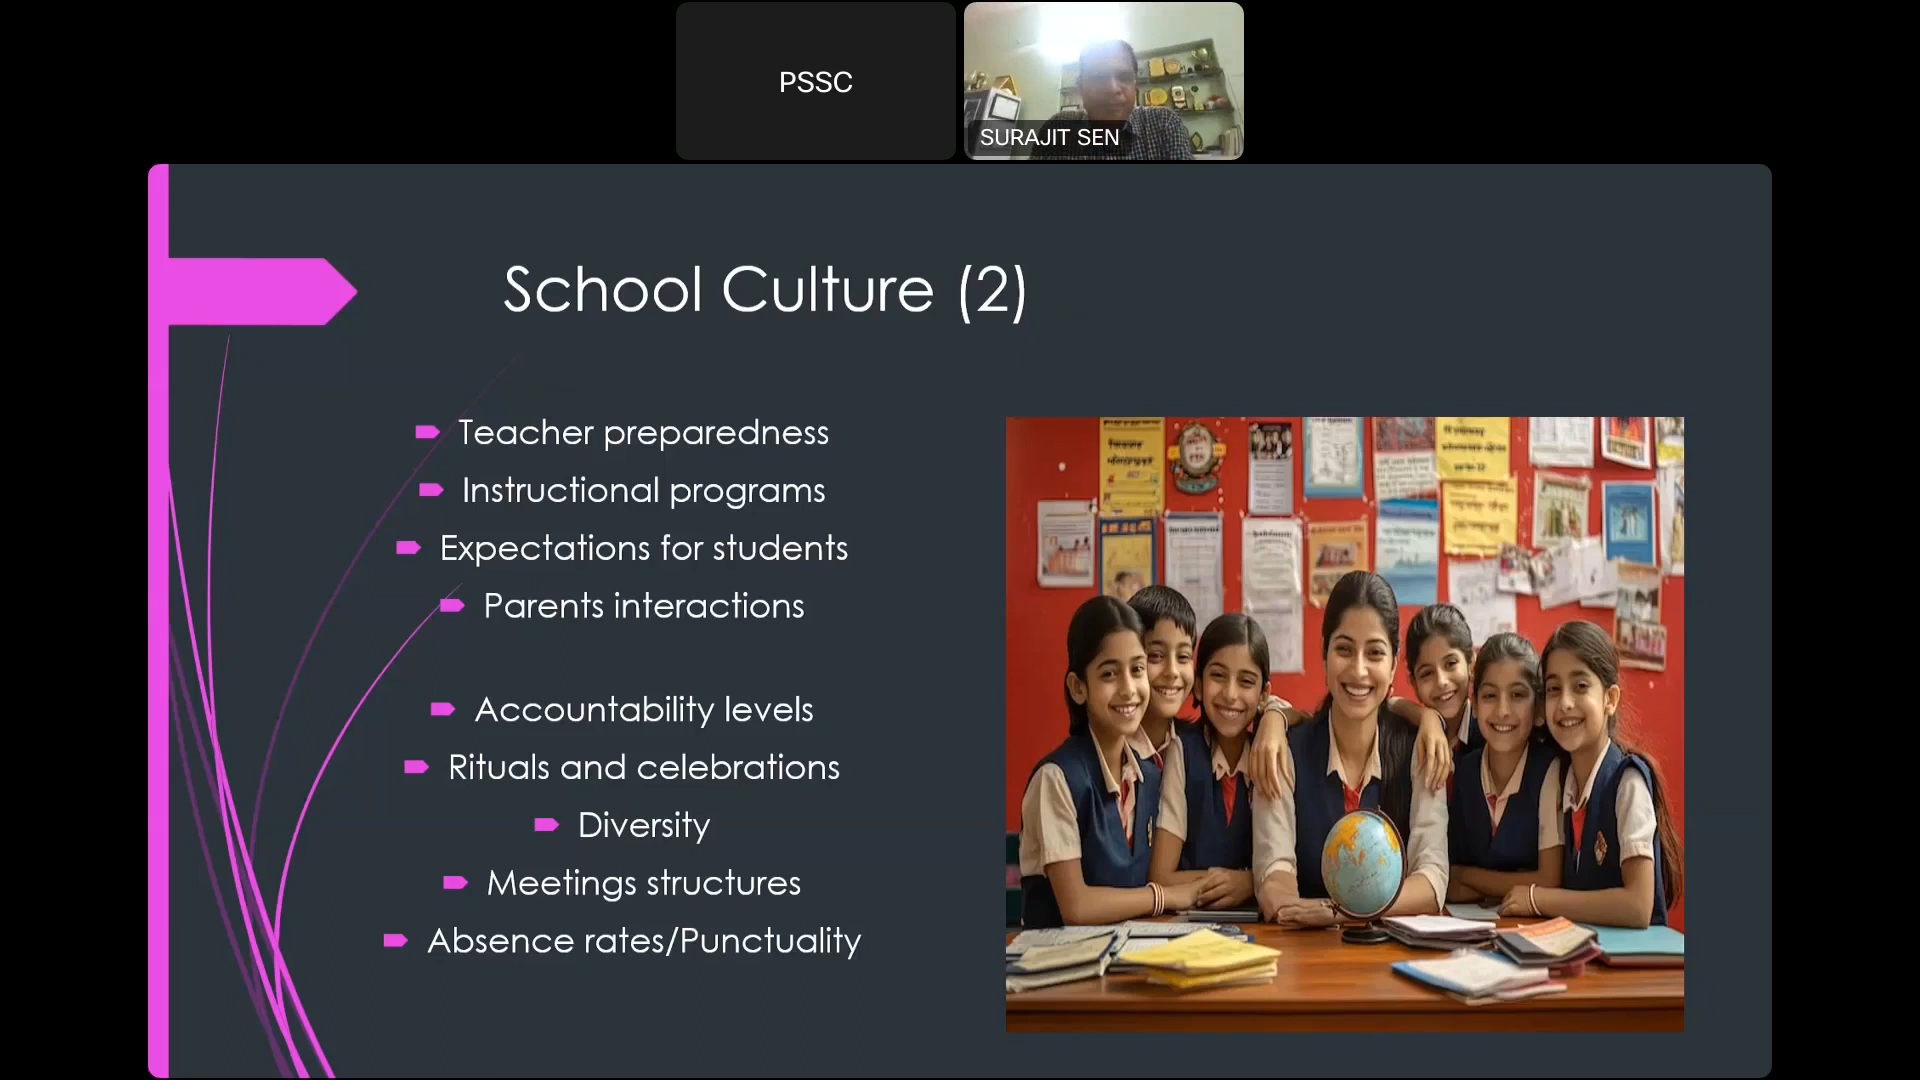 PSSC
SURAJIT SEN
School Culture (2)
Teacher preparedness
Instructional programs
Expectations for students
Parents interactions
Accountability levels
Rituals and celebrations
Diversity
Meetings structures
Absence rates/Punctuality